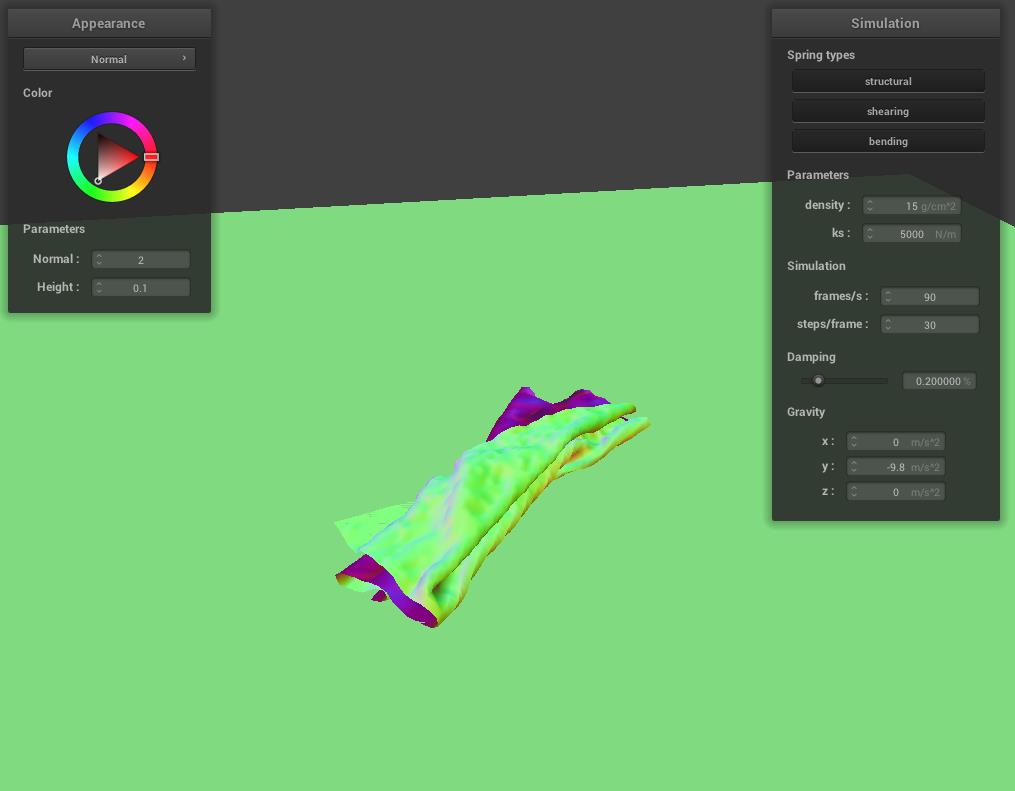 Appearance
Normal
Color
Parameters
Normal : 2
Height : 0.1
Simulation
Spring types
structural
shearing
bending
Parameters
density : 15 g/cm^2
ks : 5000 N/m
Simulation
frames/s : 90
steps/frame : 30
Damping
0.200000 %
Gravity
x : 0 m/s^2
y : -9.8 m/s^2
z : 0 m/s^2